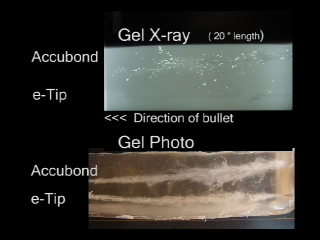 Gel X-ray ( 20 " length)
Accubond
e-Tip
<<< Direction of bullet
Gel Photo
Accubond
e-Tip